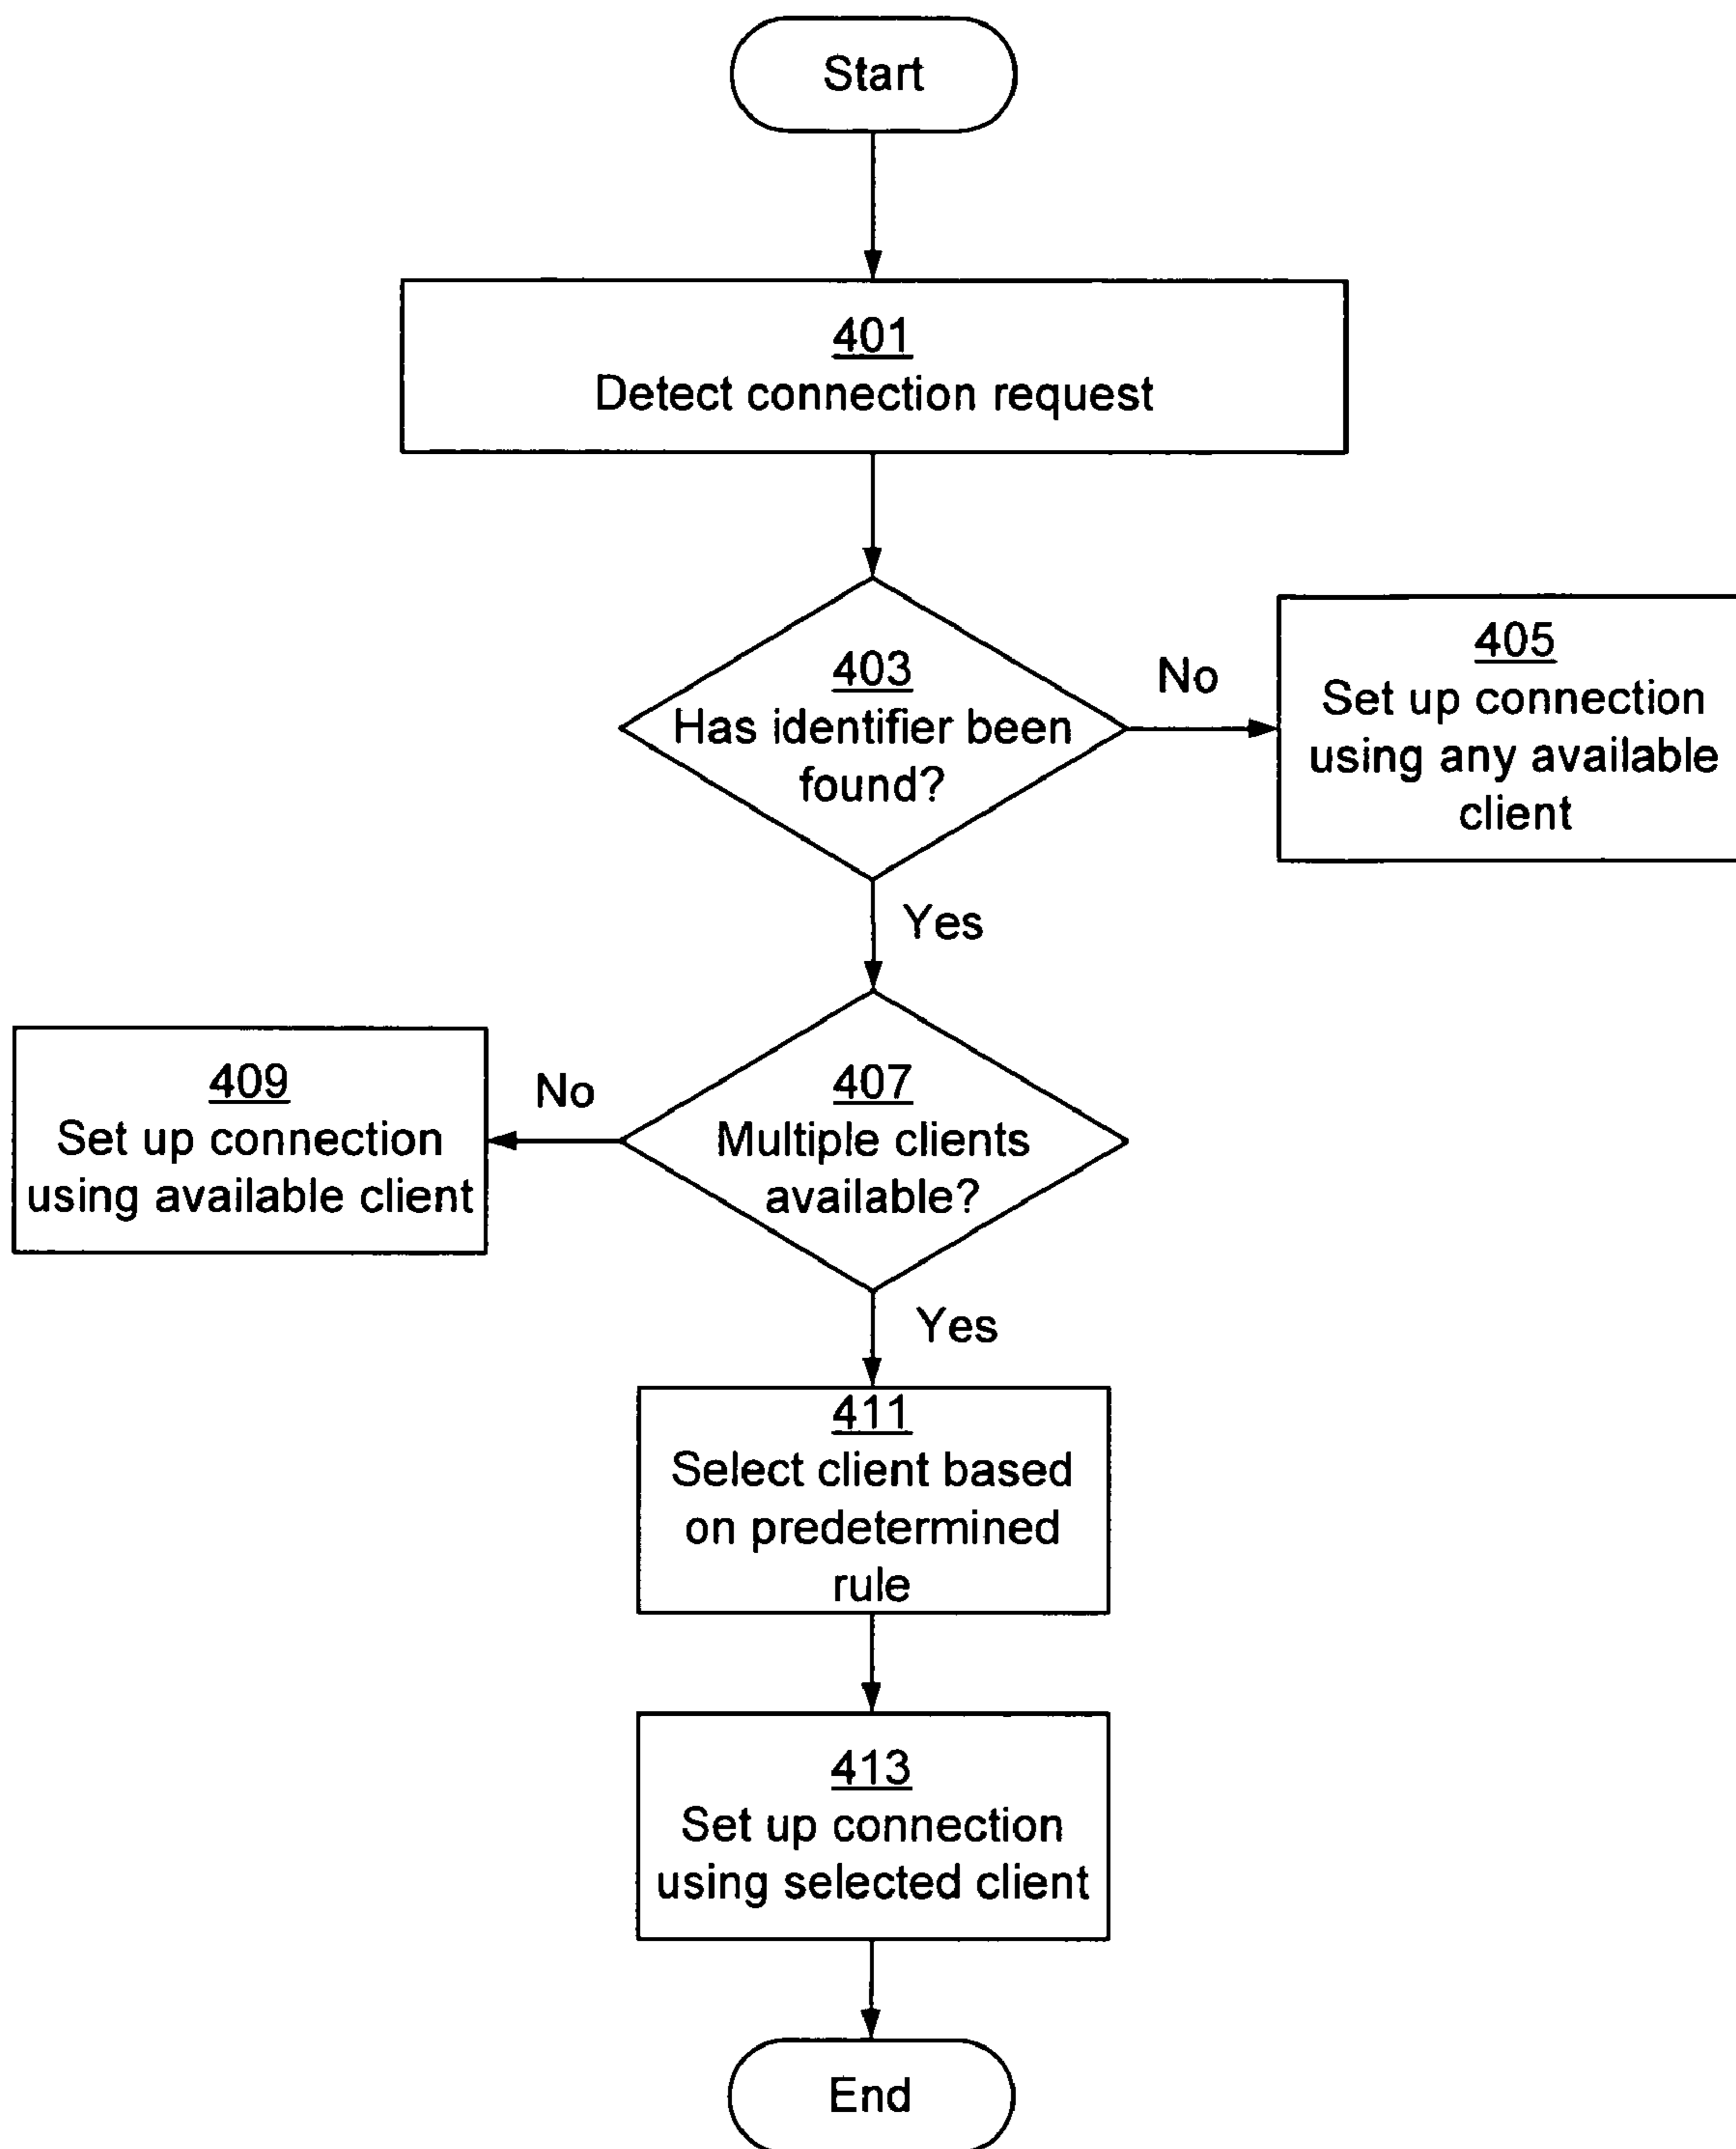 Start
401
Detect connection request
403
Has identifier been
found?
No
405
Set up connection
using any available
client
Yes
407
Multiple clients
available?
No
409
Set up connection
using available client
Yes
411
Select client based
on predetermined
rule
413
Set up connection
using selected client
End